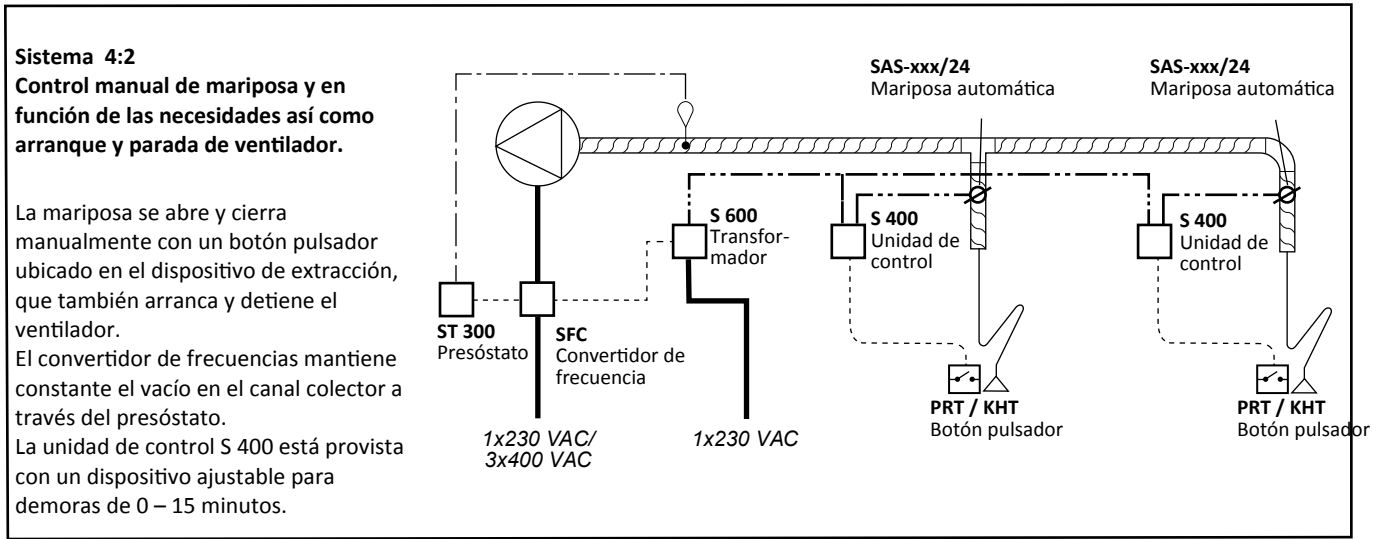 Sistema 4:2
Control manual de mariposa y en
función de las necesidades así como
arranque y parada de ventilador.
La mariposa se abre y cierra
manualmente con un botón pulsador
ubicado en el dispositivo de extracción,
que también arranca y detiene el
ventilador.
El convertidor de frecuencias mantiene
constante el vacío en el canal colector a
través del presóstato.
La unidad de control S 400 está provista
con un dispositivo ajustable para
demoras de 0 – 15 minutos.
SAS-xxx/24
Mariposa automática
SAS-xxx/24
Mariposa automática
S 600
Transfor-
mador
S 400
Unidad de
control
S 400
Unidad de
control
ST 300
Presóstato
SFC
Convertidor de
frecuencia
PRT / KHT
Botón pulsador
PRT / KHT
Botón pulsador
1x230 VAC/
3x400 VAC
1x230 VAC